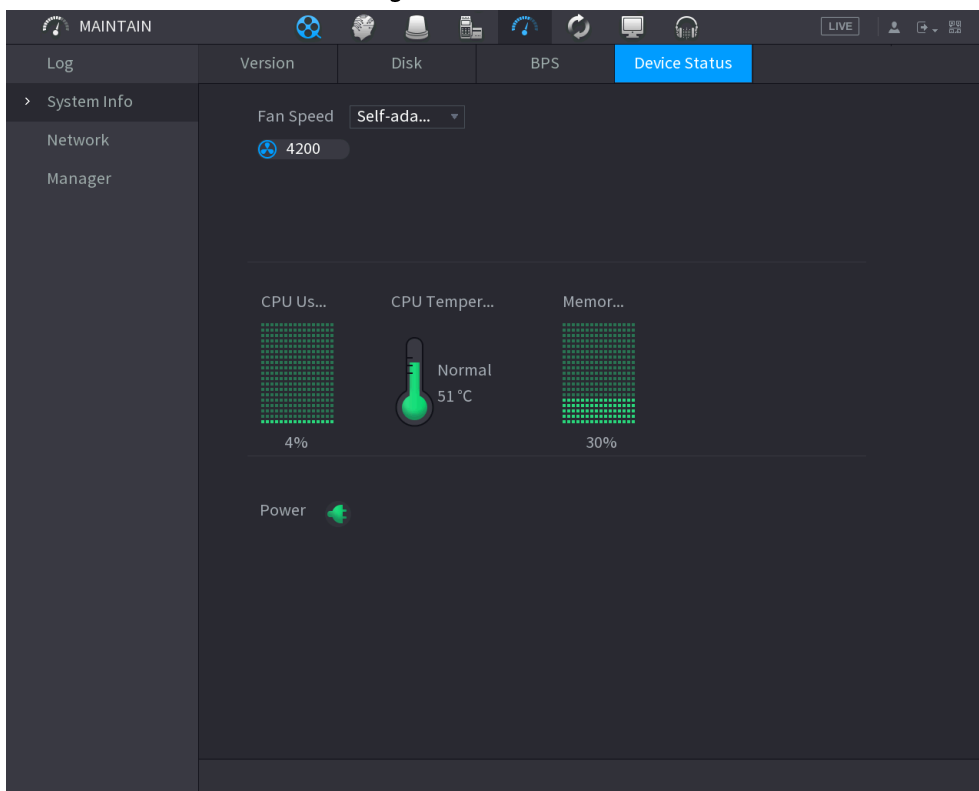 MAINTAIN LIVE
Log Version Disk BPS Device Status
System Info
Fan Speed Self-ada...
Network
4200
Manager
CPU Us... CPU Temper... Memor...
Normal
51 °C
4% 30%
Power